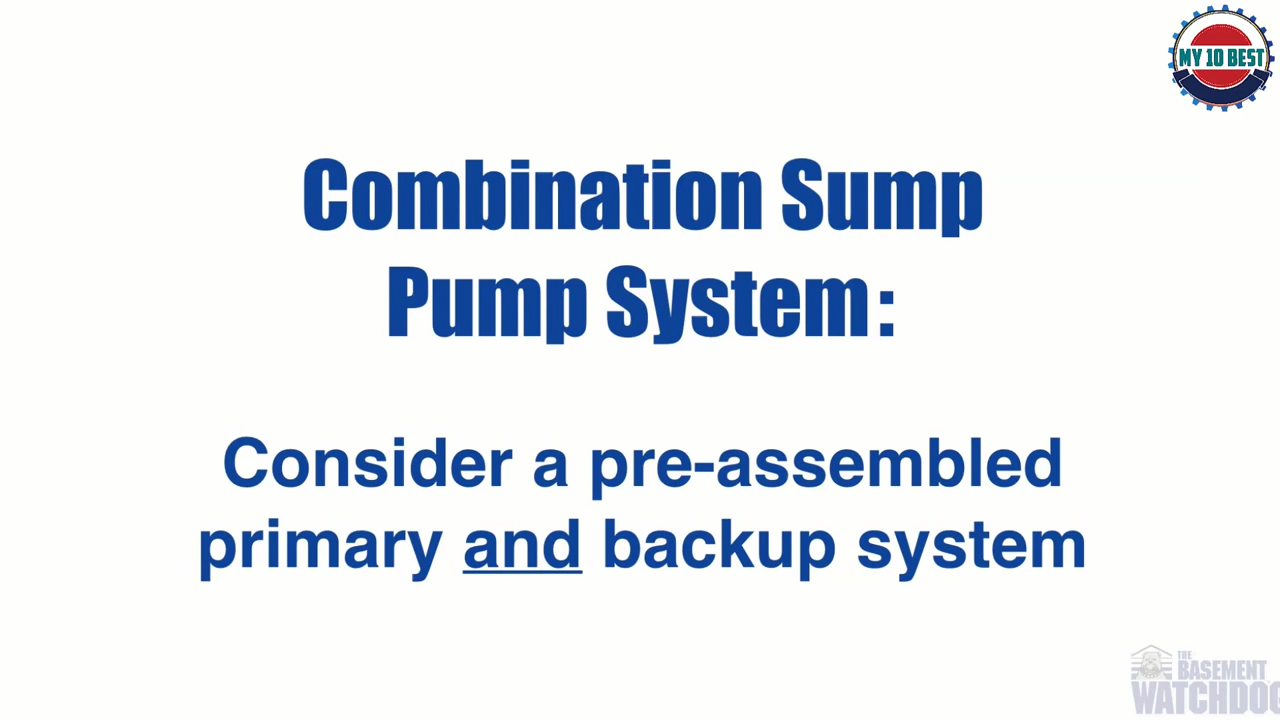 MY 10 BEST
Combination Sump
Pump System:
Consider a pre-assembled
primary and backup system
THE
BASEMENT
WATCHDOG